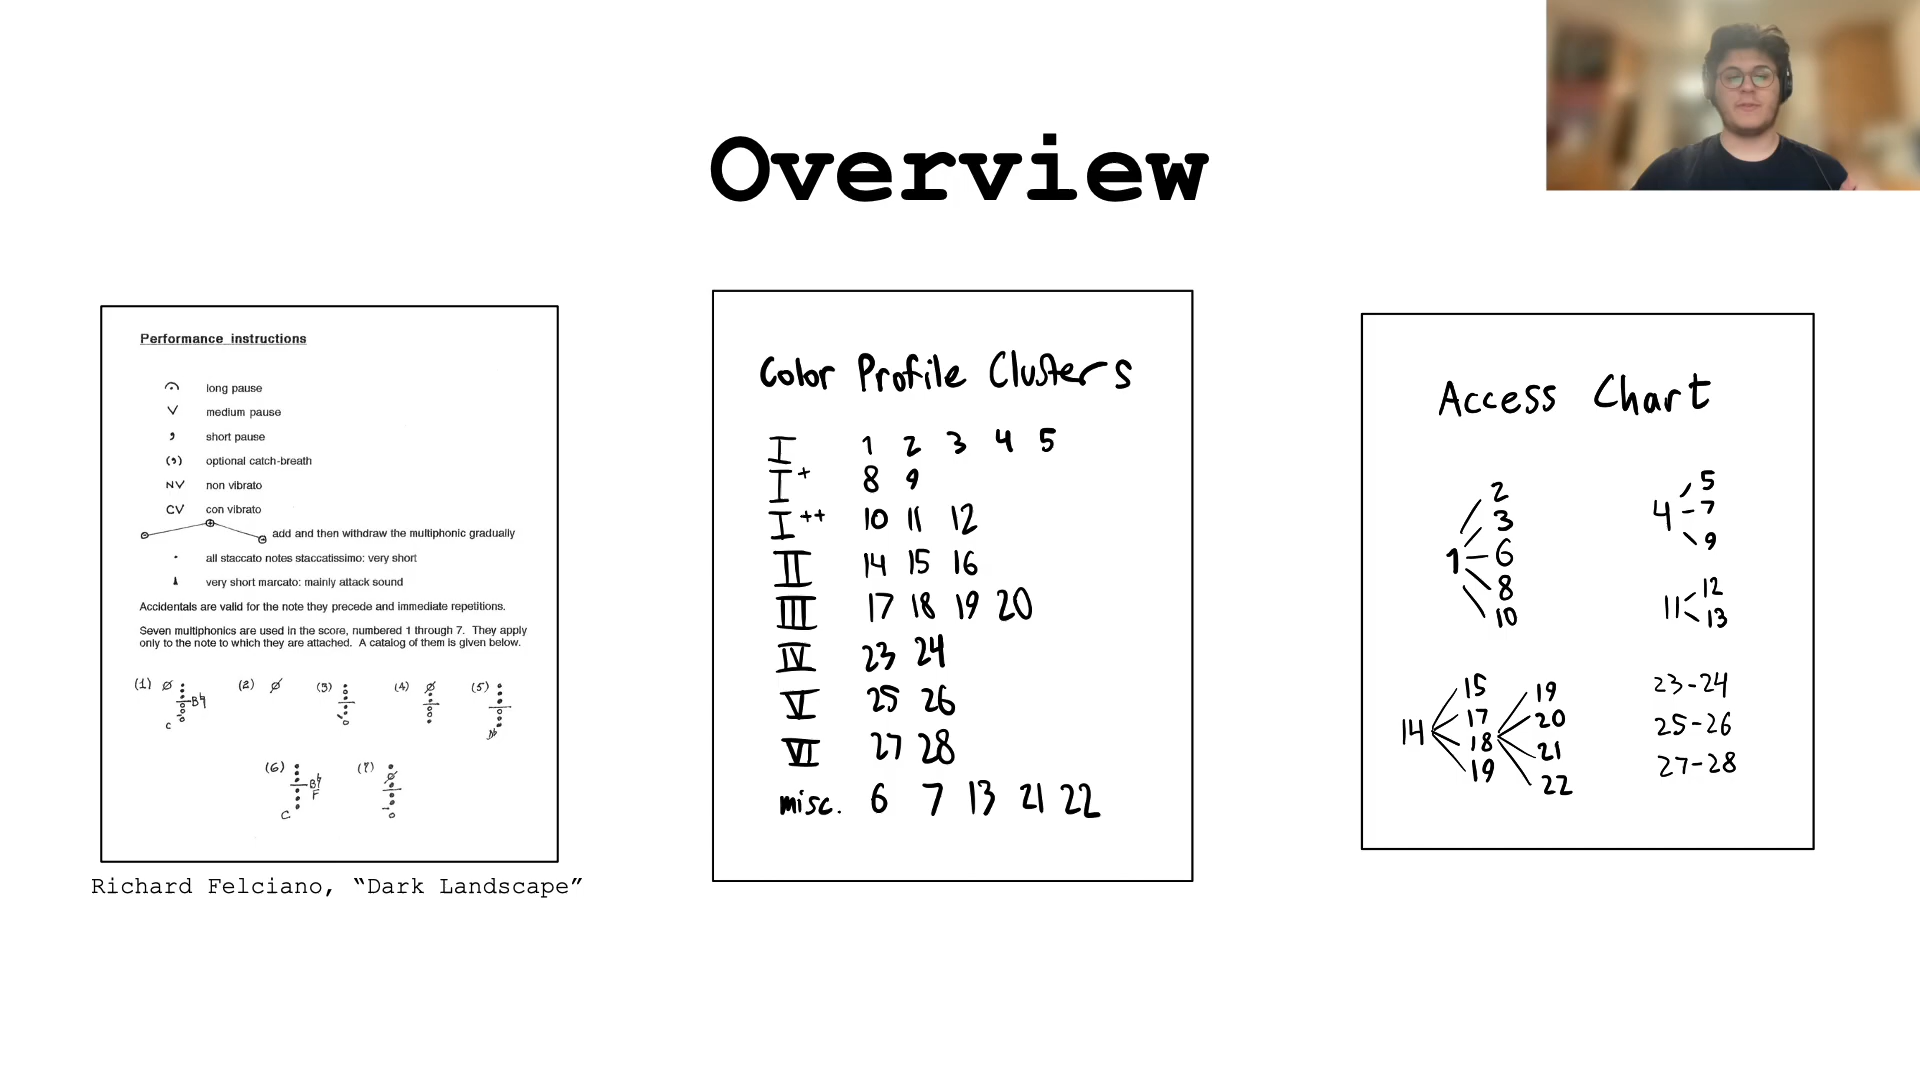 Overview
Performance instructions
long pause
medium pause
short pause
optional catch-breath
NV non vibrato
CV con vibrato
add and then withdraw the multiphonic gradually
all staccato notes staccatissimo: very short
very short marcato: mainly attack sound
Accidentals are valid for the note they precede and immediate repetitions.
Seven multiphonics are used in the score, numbered 1 through 7. They apply
only to the note to which they are attached. A catalog of them is given below.
(1) (2) (3) (4) (5)
B♮
C
(6) (7)
B♮
F
C
Richard Felciano, “Dark Landscape”
Color Profile Clusters
I 1 2 3 4 5
I+ 8 9
I++ 10 11 12
II 14 15 16
III 17 18 19 20
IV 23 24
V 25 26
VI 27 28
misc. 6 7 13 21 22
Access Chart
1
2
3
6
8
10
4
5
7
9
11
12
13
14
15
17
18
19
19
20
21
22
23-24
25-26
27-28